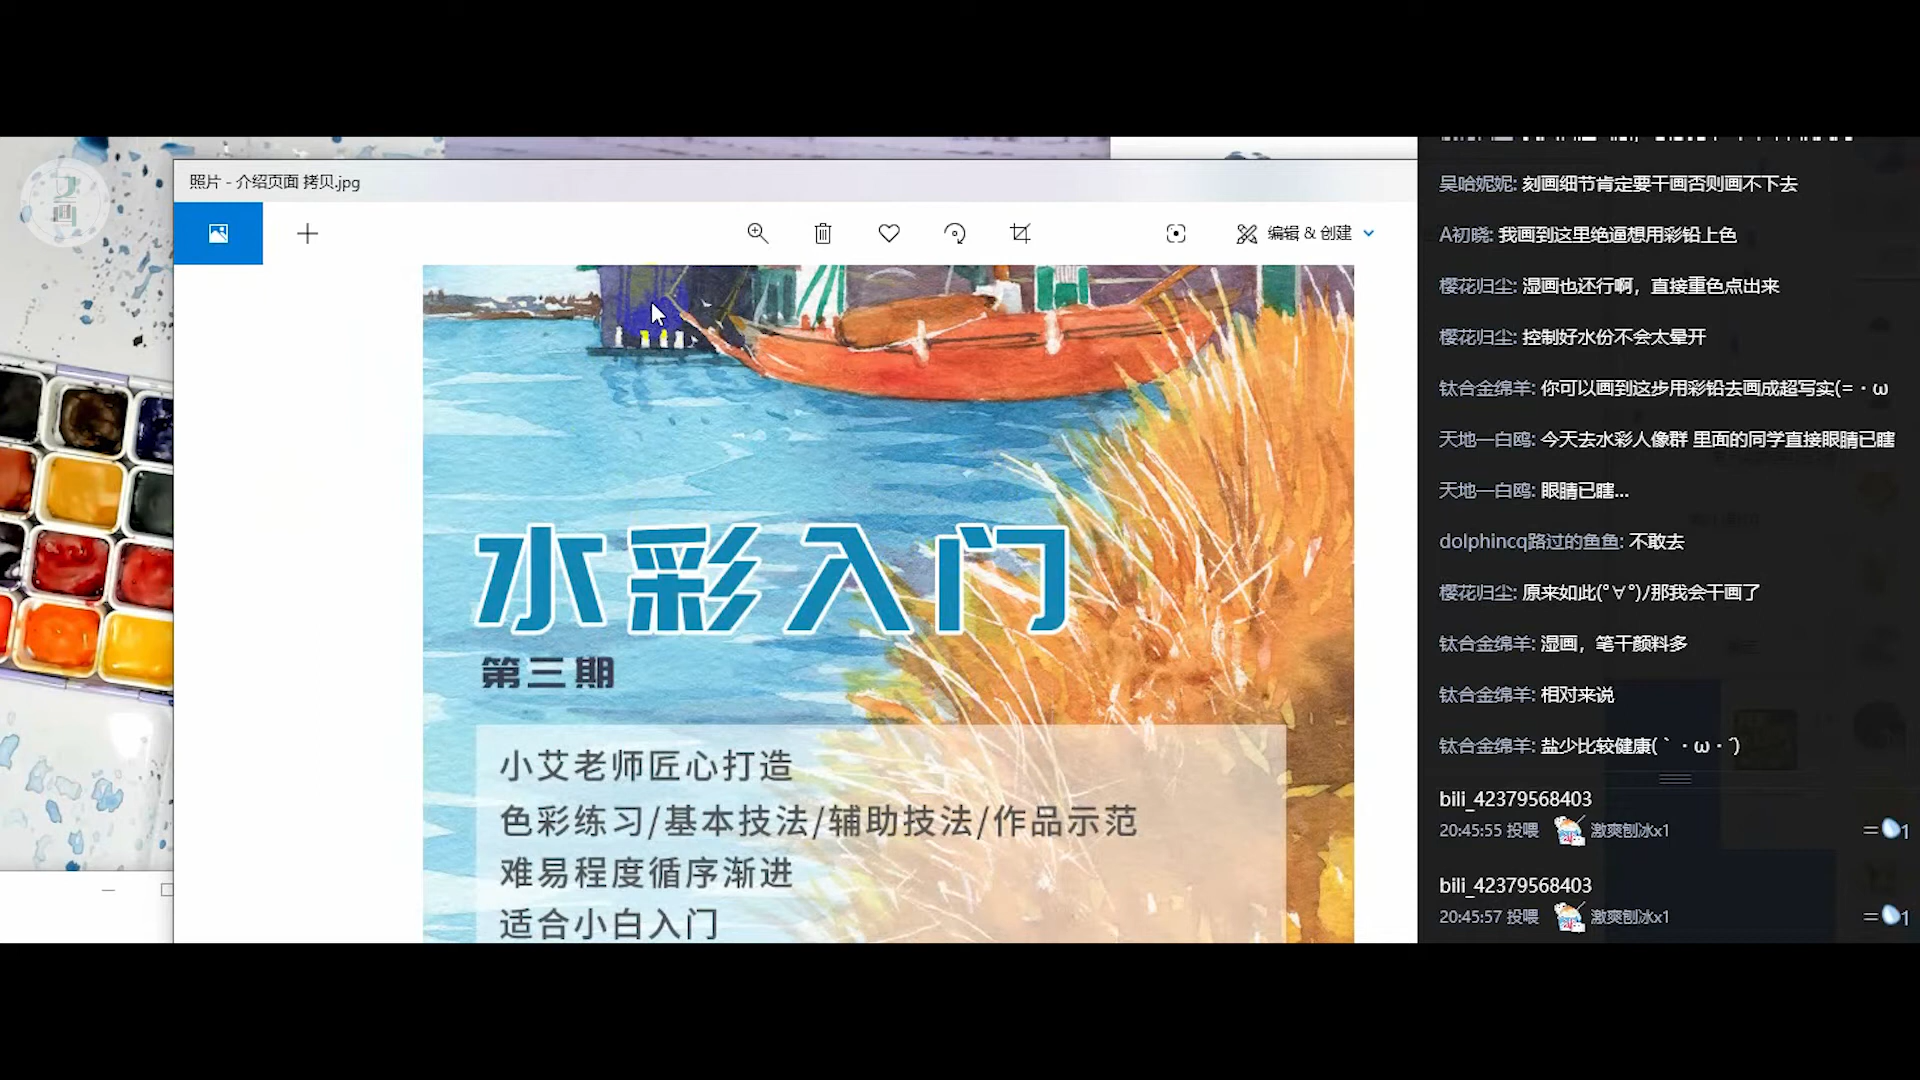 照片 - 介绍页面 拷贝.jpg
编辑 & 创建
水彩入门
第三期
小艾老师匠心打造
色彩练习/基本技法/辅助技法/作品示范
难易程度循序渐进
适合小白入门
吴哈妮妮: 刻画细节肯定要干画否则画不下去
A初晓: 我画到这里绝逼想用彩铅上色
樱花归尘: 湿画也还行啊，直接重色点出来
樱花归尘: 控制好水份不会太晕开
钛合金绵羊: 你可以画到这步用彩铅去画成超写实(=・ω
天地一白鸥: 今天去水彩人像群 里面的同学直接眼睛已瞎
天地一白鸥: 眼睛已瞎...
dolphincq路过的鱼鱼: 不敢去
樱花归尘: 原来如此(°∀°)/那我会干画了
钛合金绵羊: 湿画，笔干颜料多
钛合金绵羊: 相对来说
钛合金绵羊: 盐少比较健康(｀・ω・´)
bili_42379568403
20:45:55 投喂 激爽刨冰x1 =1
bili_42379568403
20:45:57 投喂 激爽刨冰x1 =1